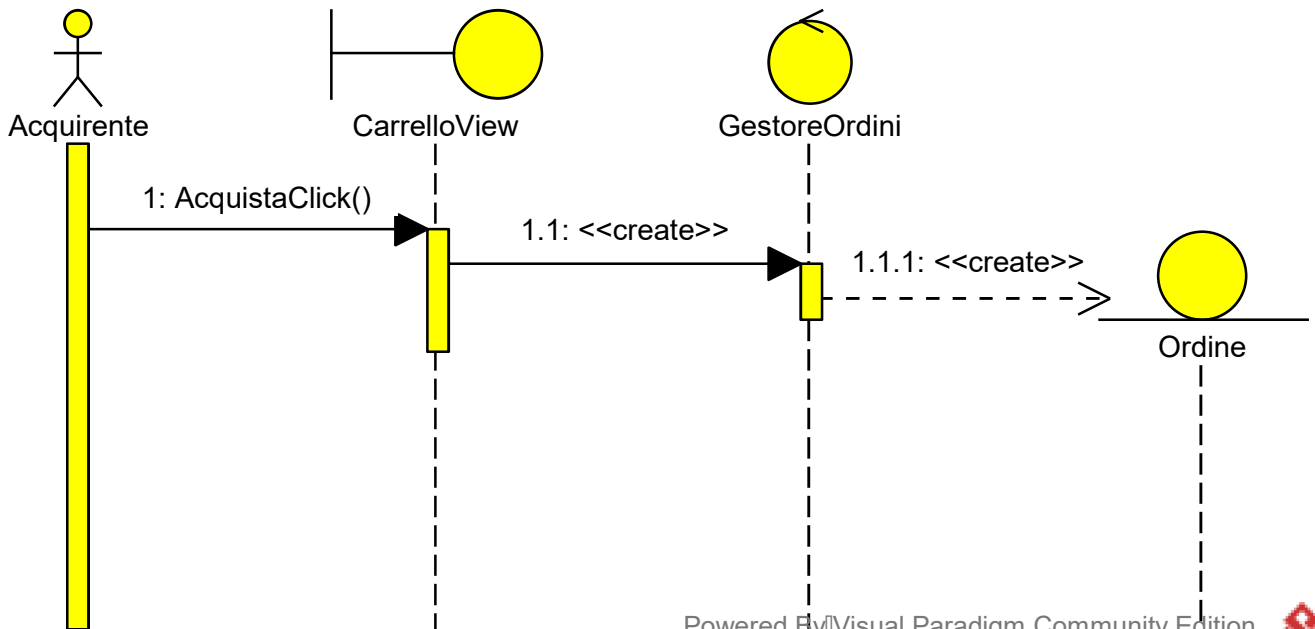 Acquirente
CarrelloView
GestoreOrdini
1: AcquistaClick()
1.1: <<create>>
1.1.1: <<create>>
Ordine
Powered By Visual Paradigm Community Edition